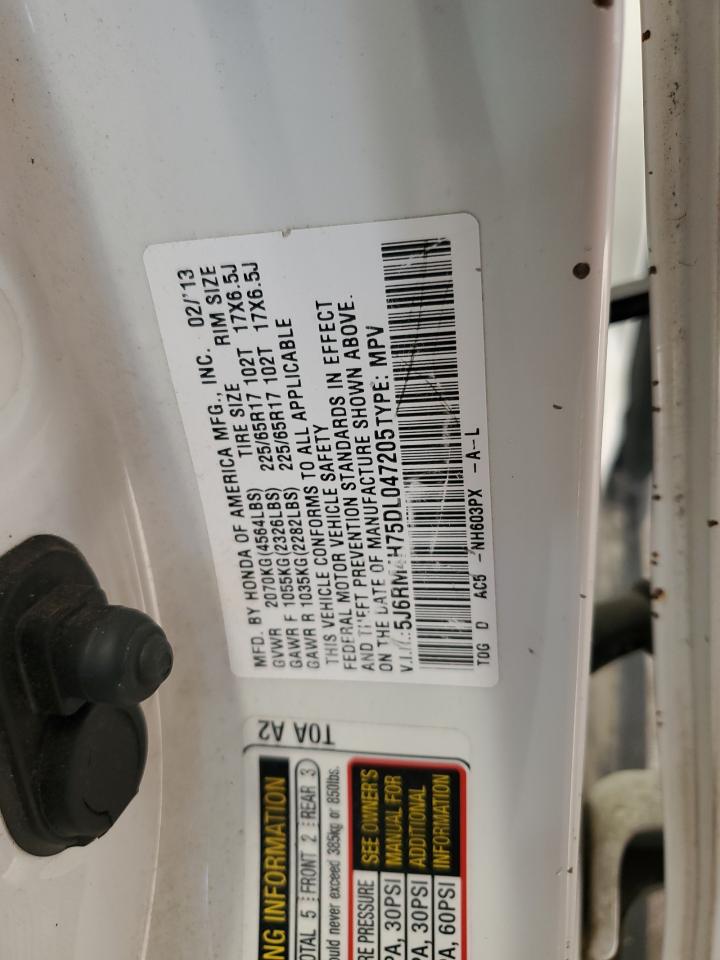 MFD. BY HONDA OF AMERICA MFG., INC. 02/'13
GVWR 2070KG(4564LBS) TIRE SIZE RIM SIZE
GAWR F 1055KG(2326LBS) 225/65R17 102T 17X6.5J
GAWR R 1035KG(2282LBS) 225/65R17 102T 17X6.5J
THIS VEHICLE CONFORMS TO ALL APPLICABLE
FEDERAL MOTOR VEHICLE SAFETY
AND THEFT PREVENTION STANDARDS IN EFFECT
ON THE DATE OF MANUFACTURE SHOWN ABOVE.
TYPE: MPV
TOG D AC5 -NH603PX -A-L
T0A A2
INFORMATION
OTAL 5 FRONT 2 REAR 3
ould never exceed 385kg or 850lbs.
RE PRESSURE SEE OWNER'S
PA, 30PSI MANUAL FOR
PA, 30PSI ADDITIONAL
PA, 60PSI INFORMATION